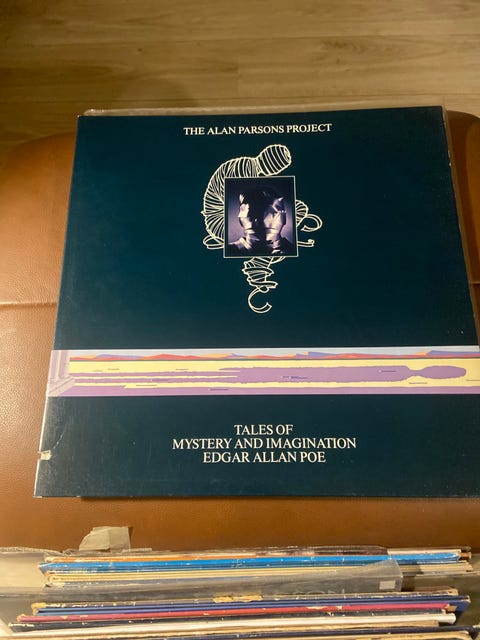 THE ALAN PARSONS PROJECT
TALES OF
MYSTERY AND IMAGINATION
EDGAR ALLAN POE